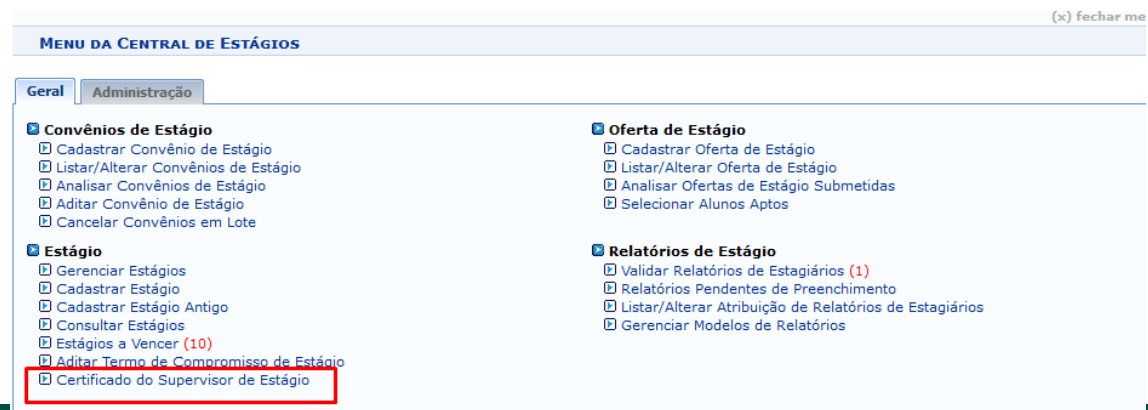 (x) fechar me
MENU DA CENTRAL DE ESTÁGIOS
Geral
Administração
Convênios de Estágio
Cadastrar Convênio de Estágio
Listar/Alterar Convênios de Estágio
Analisar Convênios de Estágio
Aditar Convênio de Estágio
Cancelar Convênios em Lote
Oferta de Estágio
Cadastrar Oferta de Estágio
Listar/Alterar Oferta de Estágio
Analisar Ofertas de Estágio Submetidas
Selecionar Alunos Aptos
Estágio
Gerenciar Estágios
Cadastrar Estágio
Cadastrar Estágio Antigo
Consultar Estágios
Estágios a Vencer (10)
Aditar Termo de Compromisso de Estágio
Certificado do Supervisor de Estágio
Relatórios de Estágio
Validar Relatórios de Estagiários (1)
Relatórios Pendentes de Preenchimento
Listar/Alterar Atribuição de Relatórios de Estagiários
Gerenciar Modelos de Relatórios